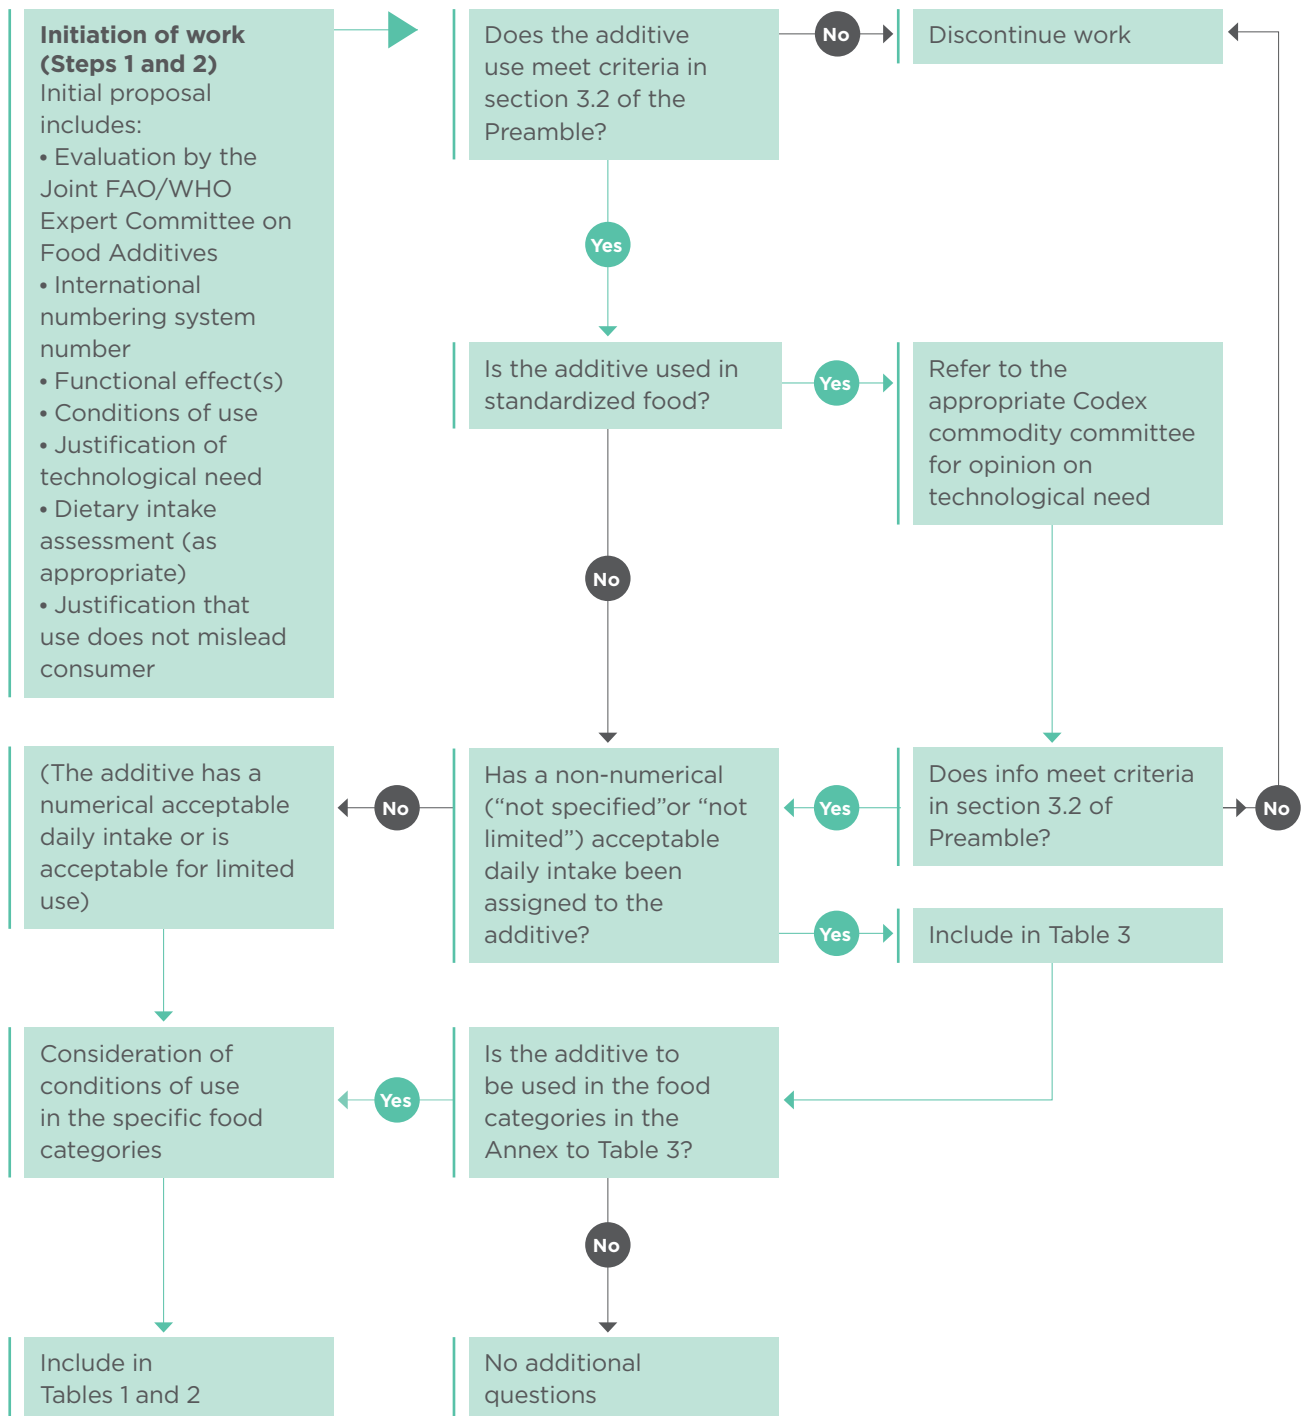 Initiation of work
(Steps 1 and 2)
Initial proposal
includes:
• Evaluation by the
Joint FAO/WHO
Expert Committee on
Food Additives
• International
numbering system
number
• Functional effect(s)
• Conditions of use
• Justification of
technological need
• Dietary intake
assessment (as
appropriate)
• Justification that
use does not mislead
consumer
Does the additive
use meet criteria in
section 3.2 of the
Preamble?
No
Discontinue work
Yes
Is the additive used in
standardized food?
Yes
Refer to the
appropriate Codex
commodity committee
for opinion on
technological need
No
(The additive has a
numerical acceptable
daily intake or is
acceptable for limited
use)
No
Has a non-numerical
(“not specified”or “not
limited”) acceptable
daily intake been
assigned to the
additive?
Yes
Does info meet criteria
in section 3.2 of
Preamble?
No
Yes
Include in Table 3
Consideration of
conditions of use
in the specific food
categories
Yes
Is the additive to
be used in the food
categories in the
Annex to Table 3?
No
Include in
Tables 1 and 2
No additional
questions